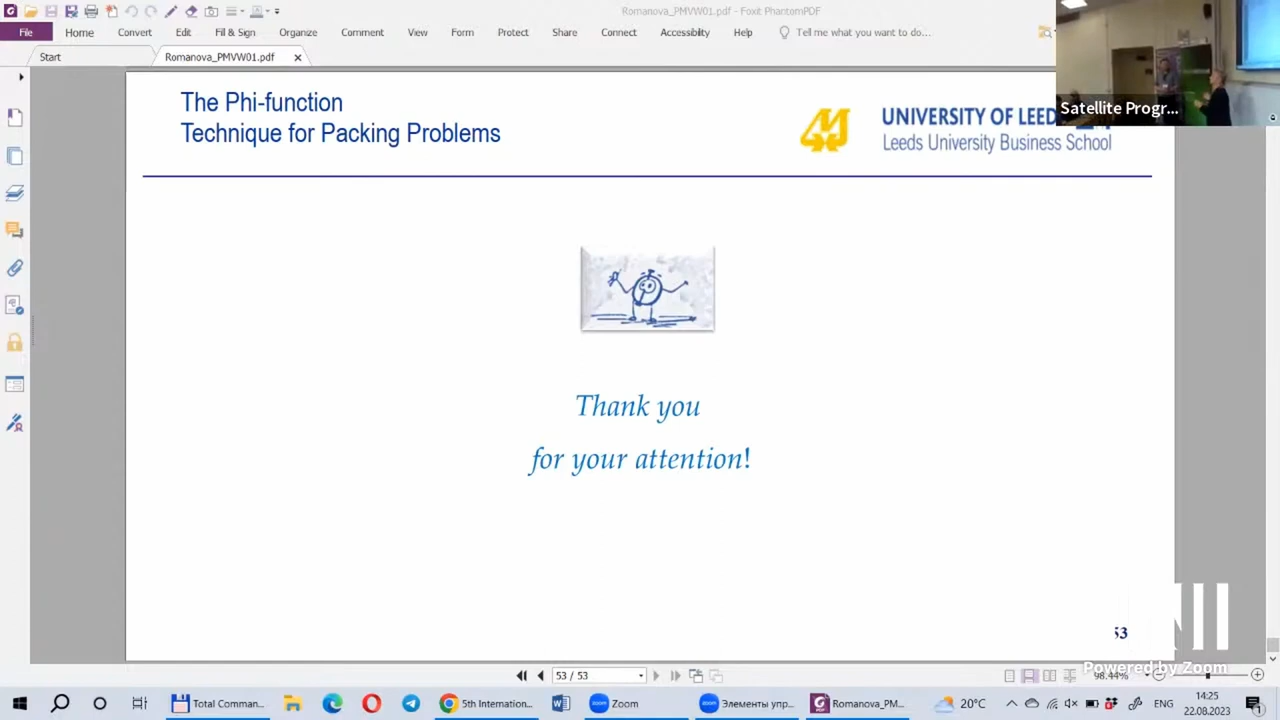 Romanova_PMVW01.pdf - Foxit PhantomPDF
File Home Convert Edit Fill & Sign Organize Comment View Form Protect Share Connect Accessibility Help Tell me what you want to do...
Start Romanova_PMVW01.pdf
Satellite Progr...
The Phi-function
Technique for Packing Problems
UNIVERSITY OF LEED
Leeds University Business School
Thank you
for your attention!
53
Powered by Zoom
53 / 53
98.44%
Total Comman... 5th Internation... Zoom Элементы упр... Romanova_PM... 20°C ENG 14:25
22.08.2023